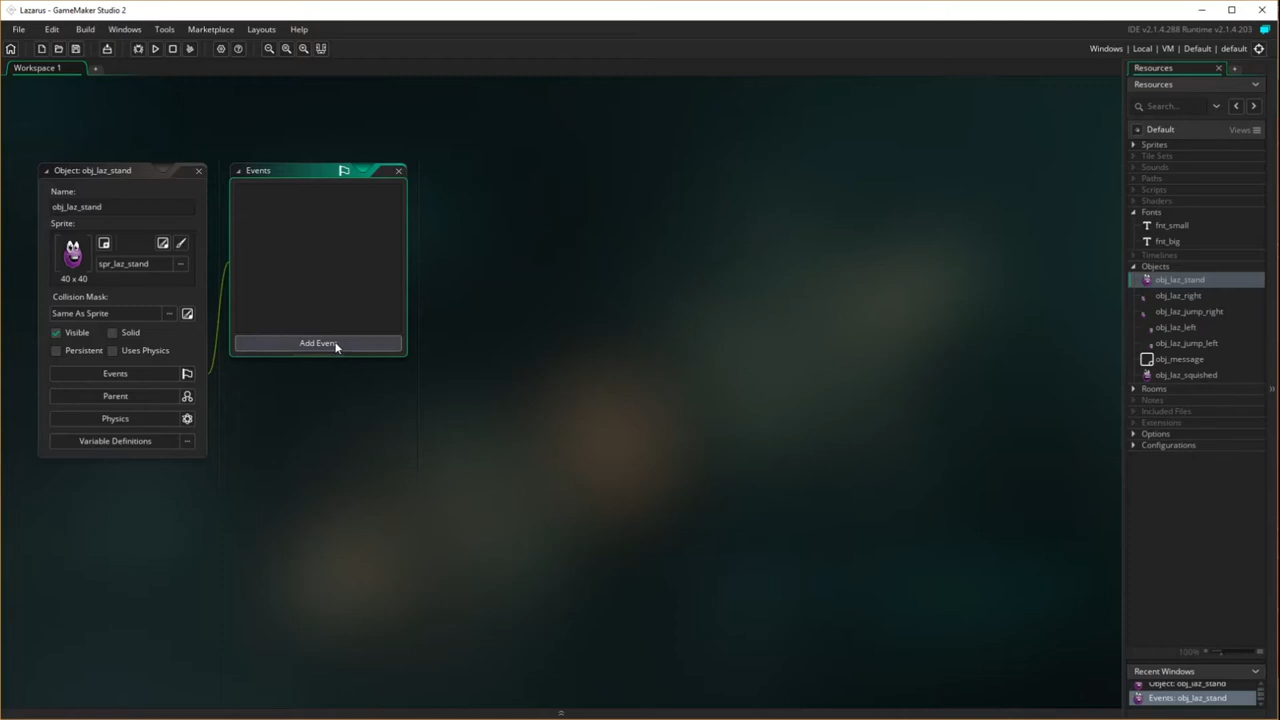 Lazarus - GameMaker Studio 2
File Edit Build Windows Tools Marketplace Layouts Help
IDE v2.1.4.288 Runtime v2.1.4.203
Windows | Local | VM | Default | default
Workspace 1
Object: obj_laz_stand
Name:
obj_laz_stand
Sprite:
spr_laz_stand
40 x 40
Collision Mask:
Same As Sprite
Visible Solid
Persistent Uses Physics
Events
Parent
Physics
Variable Definitions
Events
Add Event
Resources
Resources
Search...
Default Views
Sprites
Tile Sets
Sounds
Paths
Scripts
Shaders
Fonts
fnt_small
fnt_big
Timelines
Objects
obj_laz_stand
obj_laz_right
obj_laz_jump_right
obj_laz_left
obj_laz_jump_left
obj_message
obj_laz_squished
Rooms
Notes
Included Files
Extensions
Options
Configurations
100%
Recent Windows
Object: obj_laz_stand
Events: obj_laz_stand